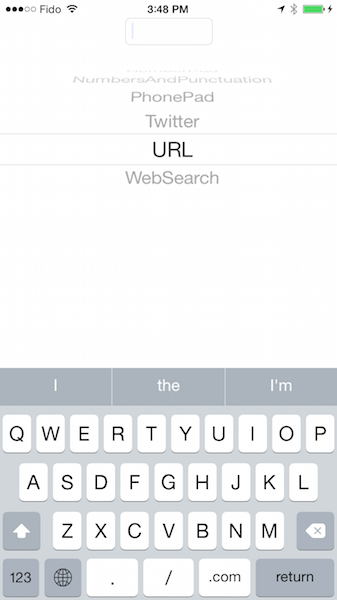 Fido 3:48 PM
NumbersAndPunctuation
PhonePad
Twitter
URL
WebSearch
I the I'm
Q W E R T Y U I O P
A S D F G H J K L
Z X C V B N M
123 . / .com return